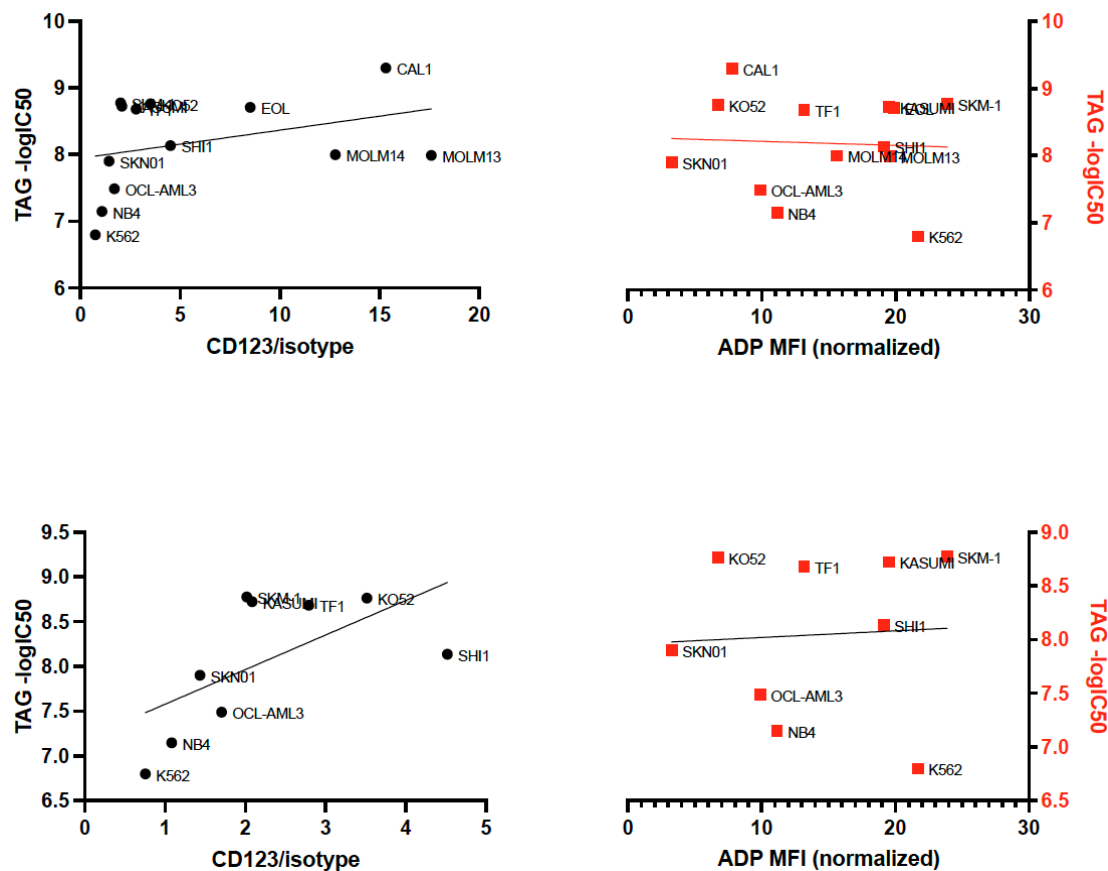 10
9
8
7
6
TAG -logIC50
CAL1
KO52
EOL
SHI1
SKN01
MOLM14
MOLM13
OCL-AML3
NB4
K562
0 5 10 15 20
CD123/isotype
10
9
8
7
6
TAG -logIC50
CAL1
KO52
TF1
KASUMI
SKM-1
EOL
SHI1
SKN01
MOLM14
MOLM13
OCL-AML3
NB4
K562
0 10 20 30
ADP MFI (normalized)
9.5
9.0
8.5
8.0
7.5
7.0
6.5
TAG -logIC50
SKM-1
KASUMI
TF1
KO52
SHI1
SKN01
OCL-AML3
NB4
K562
0 1 2 3 4 5
CD123/isotype
9.0
8.5
8.0
7.5
7.0
6.5
TAG -logIC50
KO52
TF1
KASUMI
SKM-1
SHI1
SKN01
OCL-AML3
NB4
K562
0 10 20 30
ADP MFI (normalized)